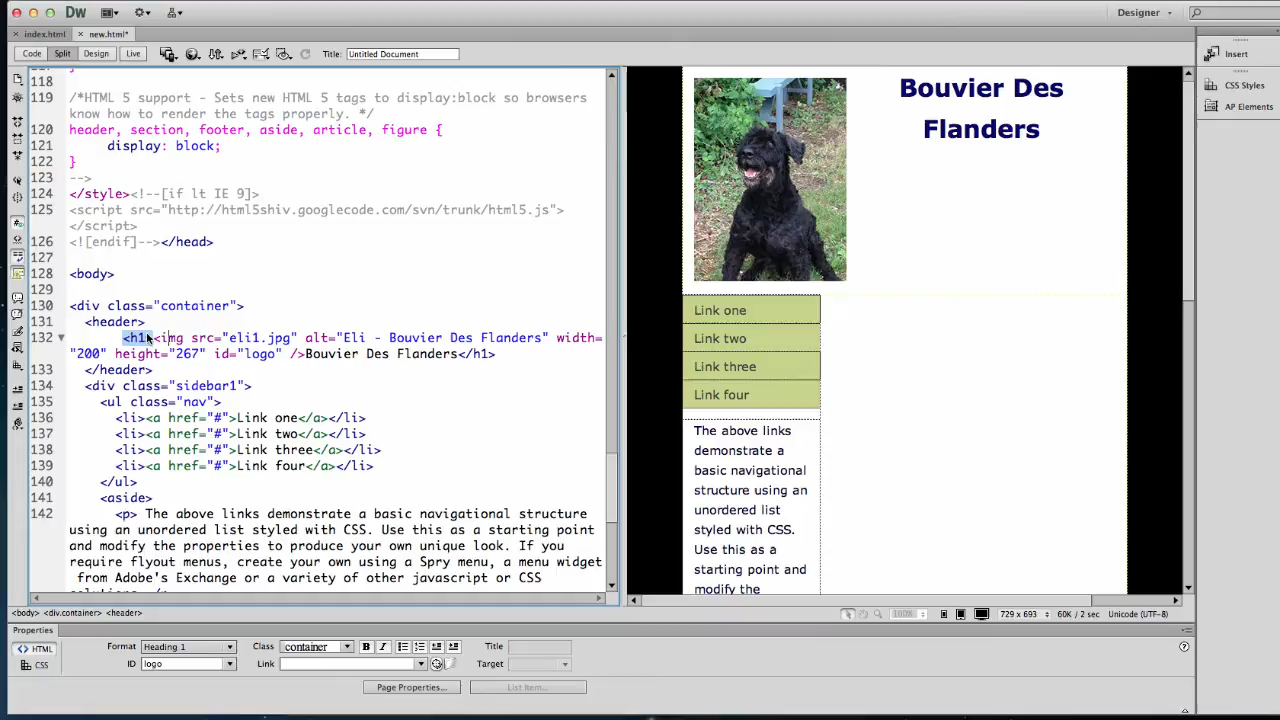 Dw
Designer
index.html
new.html*
Code Split Design Live
Title: Untitled Document
118
119 /*HTML 5 support - Sets new HTML 5 tags to display:block so browsers
know how to render the tags properly. */
120 header, section, footer, aside, article, figure {
121 display: block;
122 }
123 -->
124 </style><!--[if lt IE 9]>
125 <script src="http://html5shiv.googlecode.com/svn/trunk/html5.js">
</script>
126 <![endif]--></head>
127
128 <body>
129
130 <div class="container">
131 <header>
132 <h1><img src="eli1.jpg" alt="Eli - Bouvier Des Flanders" width=
"200" height="267" id="logo" />Bouvier Des Flanders</h1>
133 </header>
134 <div class="sidebar1">
135 <ul class="nav">
136 <li><a href="#">Link one</a></li>
137 <li><a href="#">Link two</a></li>
138 <li><a href="#">Link three</a></li>
139 <li><a href="#">Link four</a></li>
140 </ul>
141 <aside>
142 <p> The above links demonstrate a basic navigational structure
using an unordered list styled with CSS. Use this as a starting point
and modify the properties to produce your own unique look. If you
require flyout menus, create your own using a Spry menu, a menu widget
from Adobe's Exchange or a variety of other javascript or CSS
Bouvier Des
Flanders
Link one
Link two
Link three
Link four
The above links
demonstrate a
basic navigational
structure using an
unordered list
styled with CSS.
Use this as a
starting point and
modify the
Insert
CSS Styles
AP Elements
<body> <div.container> <header>
100% 729 x 693 60K / 2 sec Unicode (UTF-8)
Properties
<> HTML
CSS
Format Heading 1 Class container B I Title
ID logo Link Target
Page Properties... List Item...